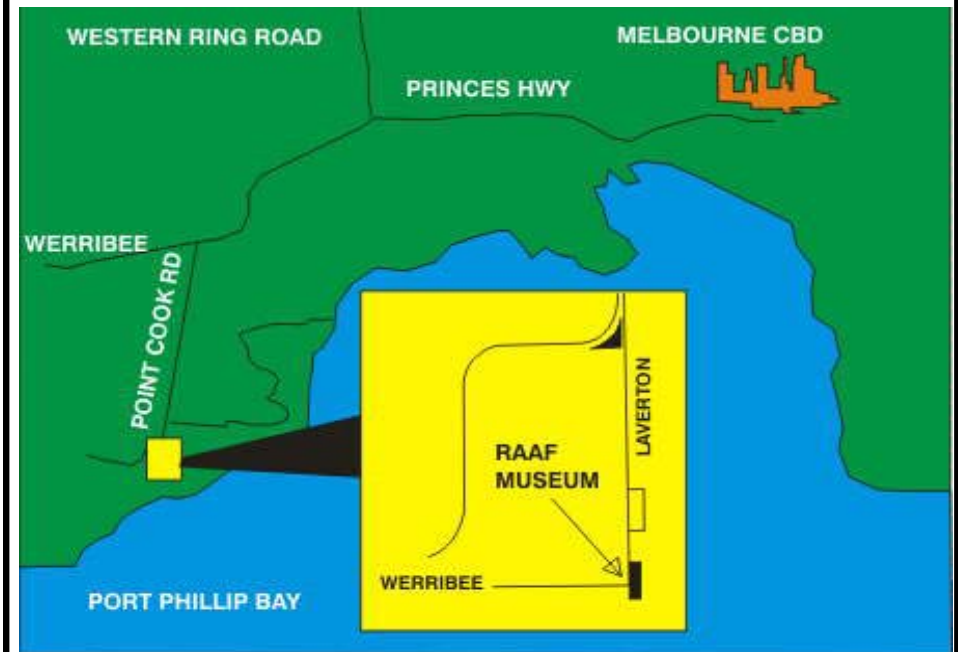 WESTERN RING ROAD
MELBOURNE CBD
PRINCES HWY
WERRIBEE
POINT COOK RD
LAVERTON
RAAF
MUSEUM
WERRIBEE
PORT PHILLIP BAY